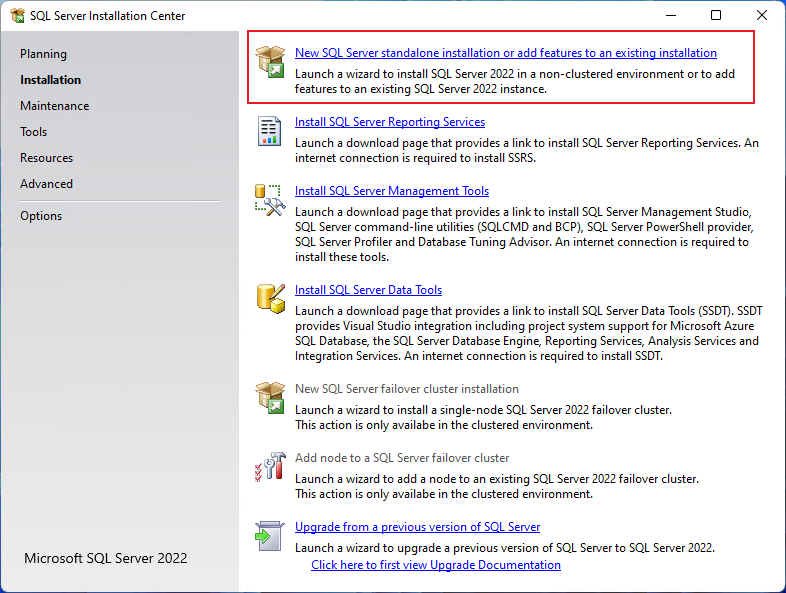 SQL Server Installation Center
Planning
Installation
Maintenance
Tools
Resources
Advanced
Options
Microsoft SQL Server 2022
New SQL Server standalone installation or add features to an existing installation
Launch a wizard to install SQL Server 2022 in a non-clustered environment or to add
features to an existing SQL Server 2022 instance.
Install SQL Server Reporting Services
Launch a download page that provides a link to install SQL Server Reporting Services. An
internet connection is required to install SSRS.
Install SQL Server Management Tools
Launch a download page that provides a link to install SQL Server Management Studio,
SQL Server command-line utilities (SQLCMD and BCP), SQL Server PowerShell provider,
SQL Server Profiler and Database Tuning Advisor. An internet connection is required to
install these tools.
Install SQL Server Data Tools
Launch a download page that provides a link to install SQL Server Data Tools (SSDT). SSDT
provides Visual Studio integration including project system support for Microsoft Azure
SQL Database, the SQL Server Database Engine, Reporting Services, Analysis Services and
Integration Services. An internet connection is required to install SSDT.
New SQL Server failover cluster installation
Launch a wizard to install a single-node SQL Server 2022 failover cluster.
This action is only availabe in the clustered environment.
Add node to a SQL Server failover cluster
Launch a wizard to add a node to an existing SQL Server 2022 failover cluster.
This action is only availabe in the clustered environment.
Upgrade from a previous version of SQL Server
Launch a wizard to upgrade a previous version of SQL Server to SQL Server 2022.
Click here to first view Upgrade Documentation